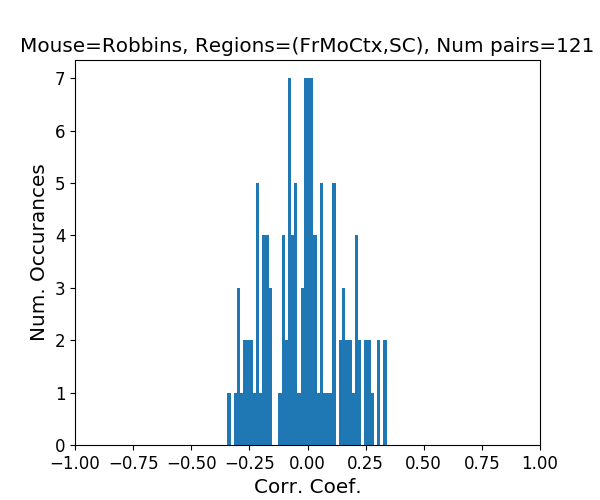 Mouse=Robbins, Regions=(FrMoCtx,SC), Num pairs=121
7
6
5
4
3
2
1
0
Num. Occurances
−1.00 −0.75 −0.50 −0.25 0.00 0.25 0.50 0.75 1.00
Corr. Coef.